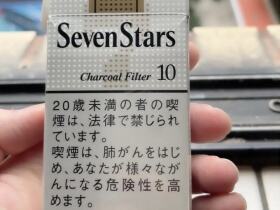 SevenStars
Charcoal Filter 10
20歳未満の者の喫
煙は、法律で禁じられ
ています。
喫煙は、肺がんをはじ
め、あなたが様々ながん
になる危険性を高
めます。